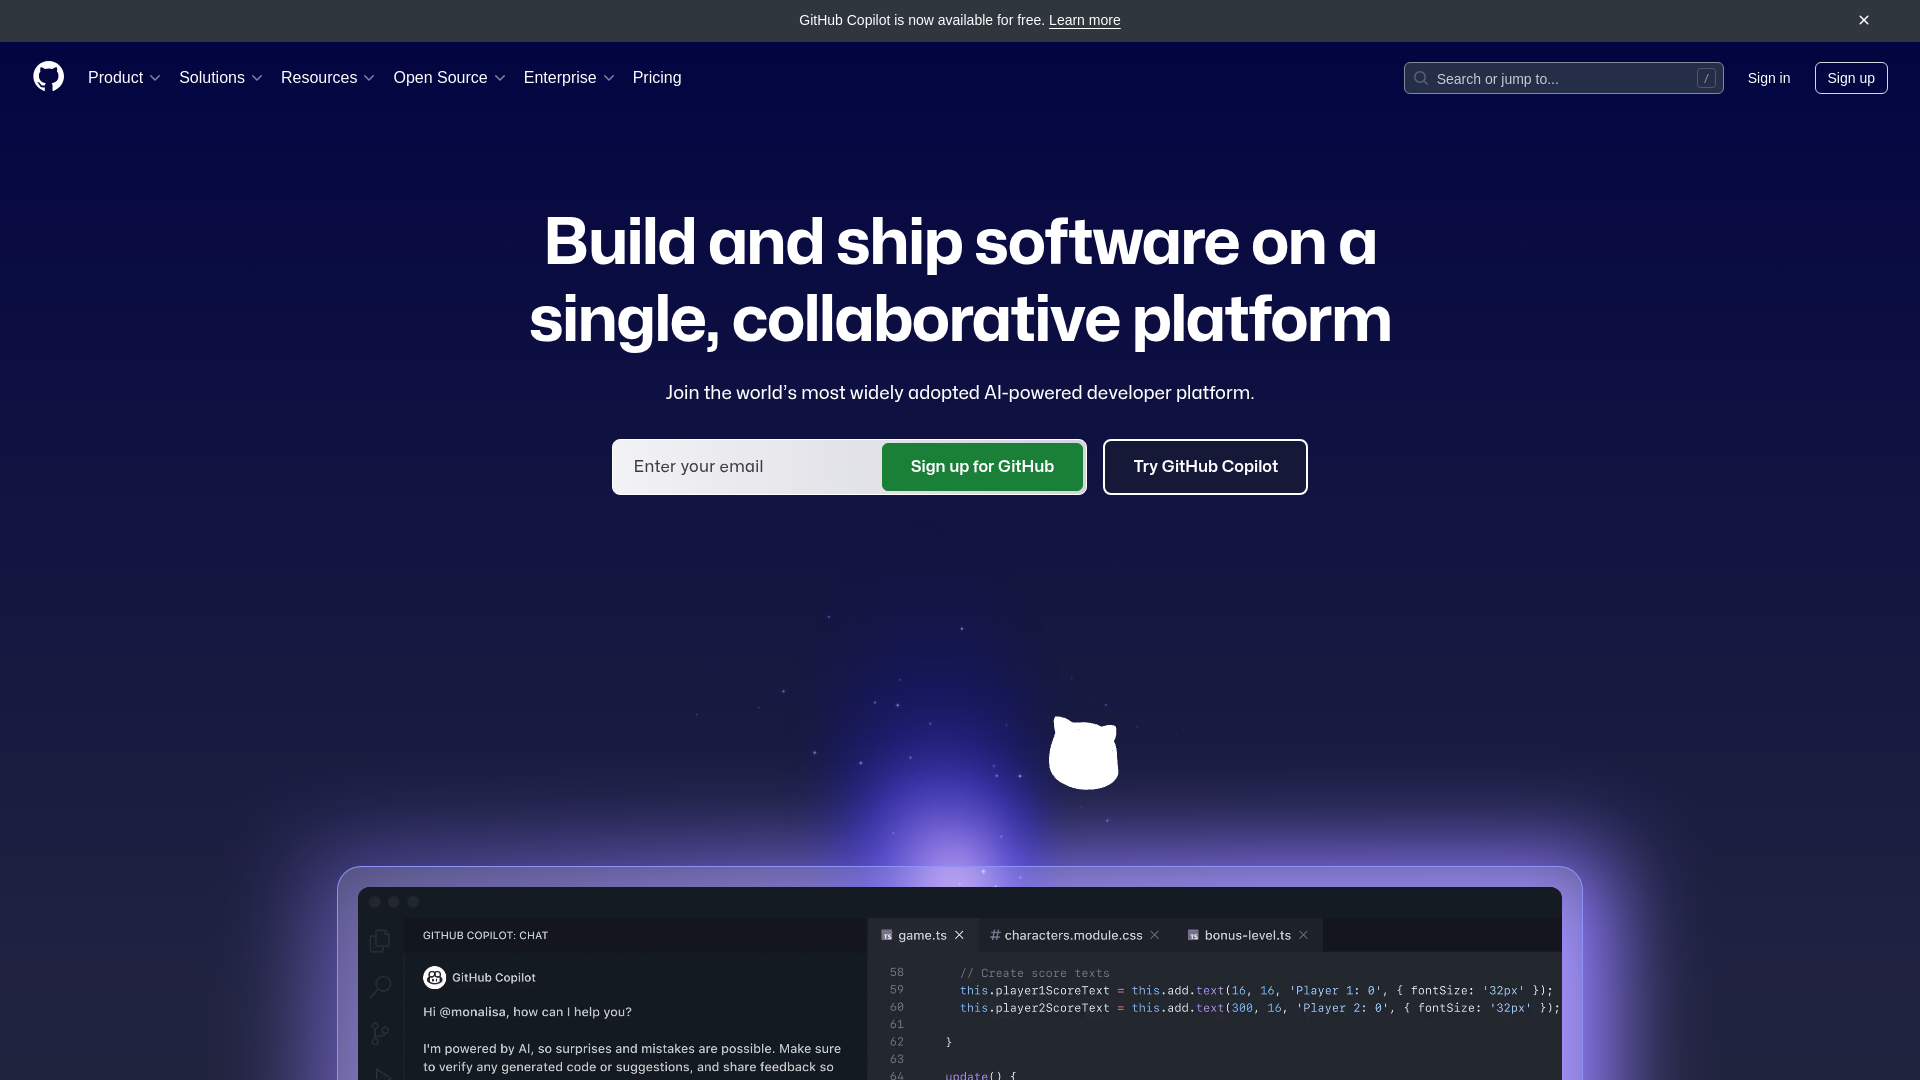 GitHub Copilot is now available for free. Learn more
Product
Solutions
Resources
Open Source
Enterprise
Pricing
Search or jump to...
/
Sign in
Sign up
Build and ship software on a
single, collaborative platform
Join the world’s most widely adopted AI-powered developer platform.
Enter your email
Sign up for GitHub
Try GitHub Copilot
GITHUB COPILOT: CHAT
GitHub Copilot
Hi @monalisa, how can I help you?
I'm powered by AI, so surprises and mistakes are possible. Make sure
to verify any generated code or suggestions, and share feedback so
TS game.ts
# characters.module.css
TS bonus-level.ts
58 // Create score texts
59 this.player1ScoreText = this.add.text(16, 16, 'Player 1: 0', { fontSize: '32px' });
60 this.player2ScoreText = this.add.text(300, 16, 'Player 2: 0', { fontSize: '32px' });
61
62 }
63
64 update() {